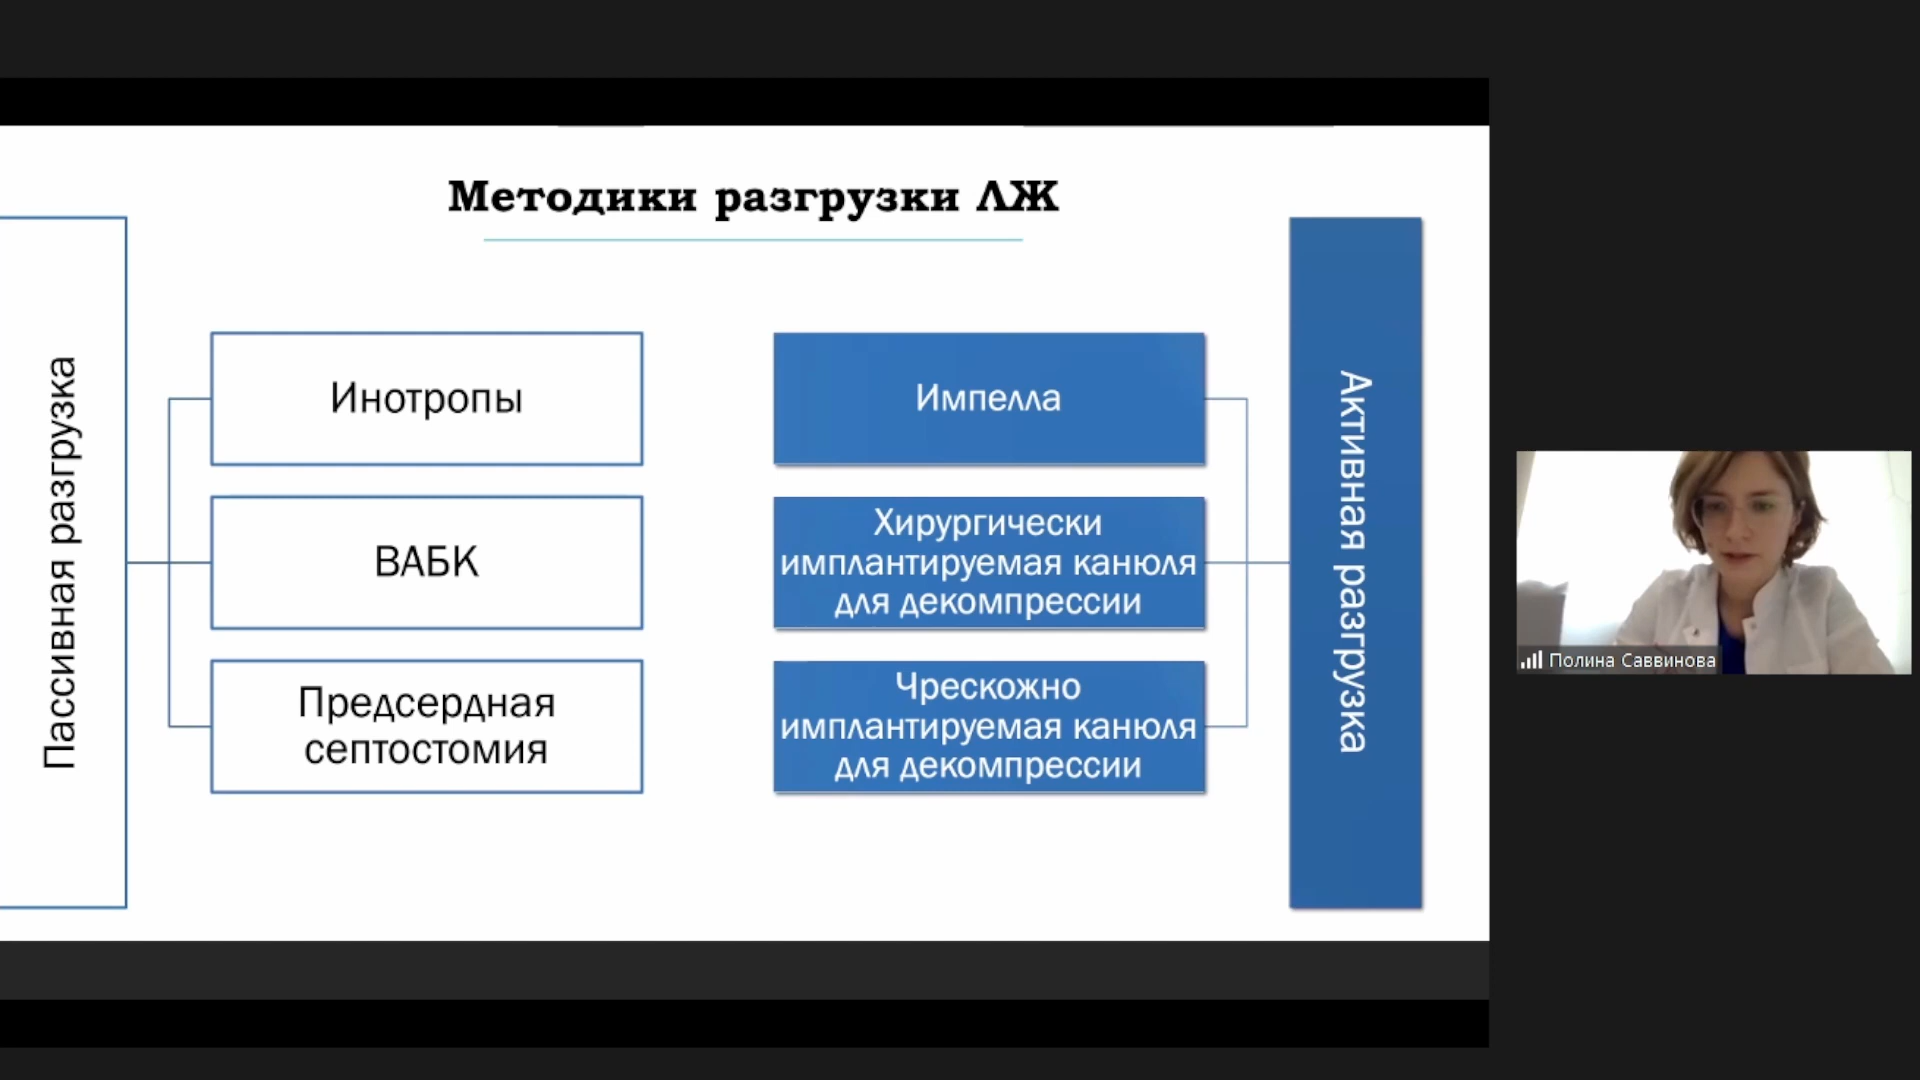 Методики разгрузки ЛЖ
Пассивная разгрузка
Инотропы
ВАБК
Предсердная
септостомия
Импелла
Хирургически
имплантируемая канюля
для декомпрессии
Чрескожно
имплантируемая канюля
для декомпрессии
Активная разгрузка
Полина Саввинова